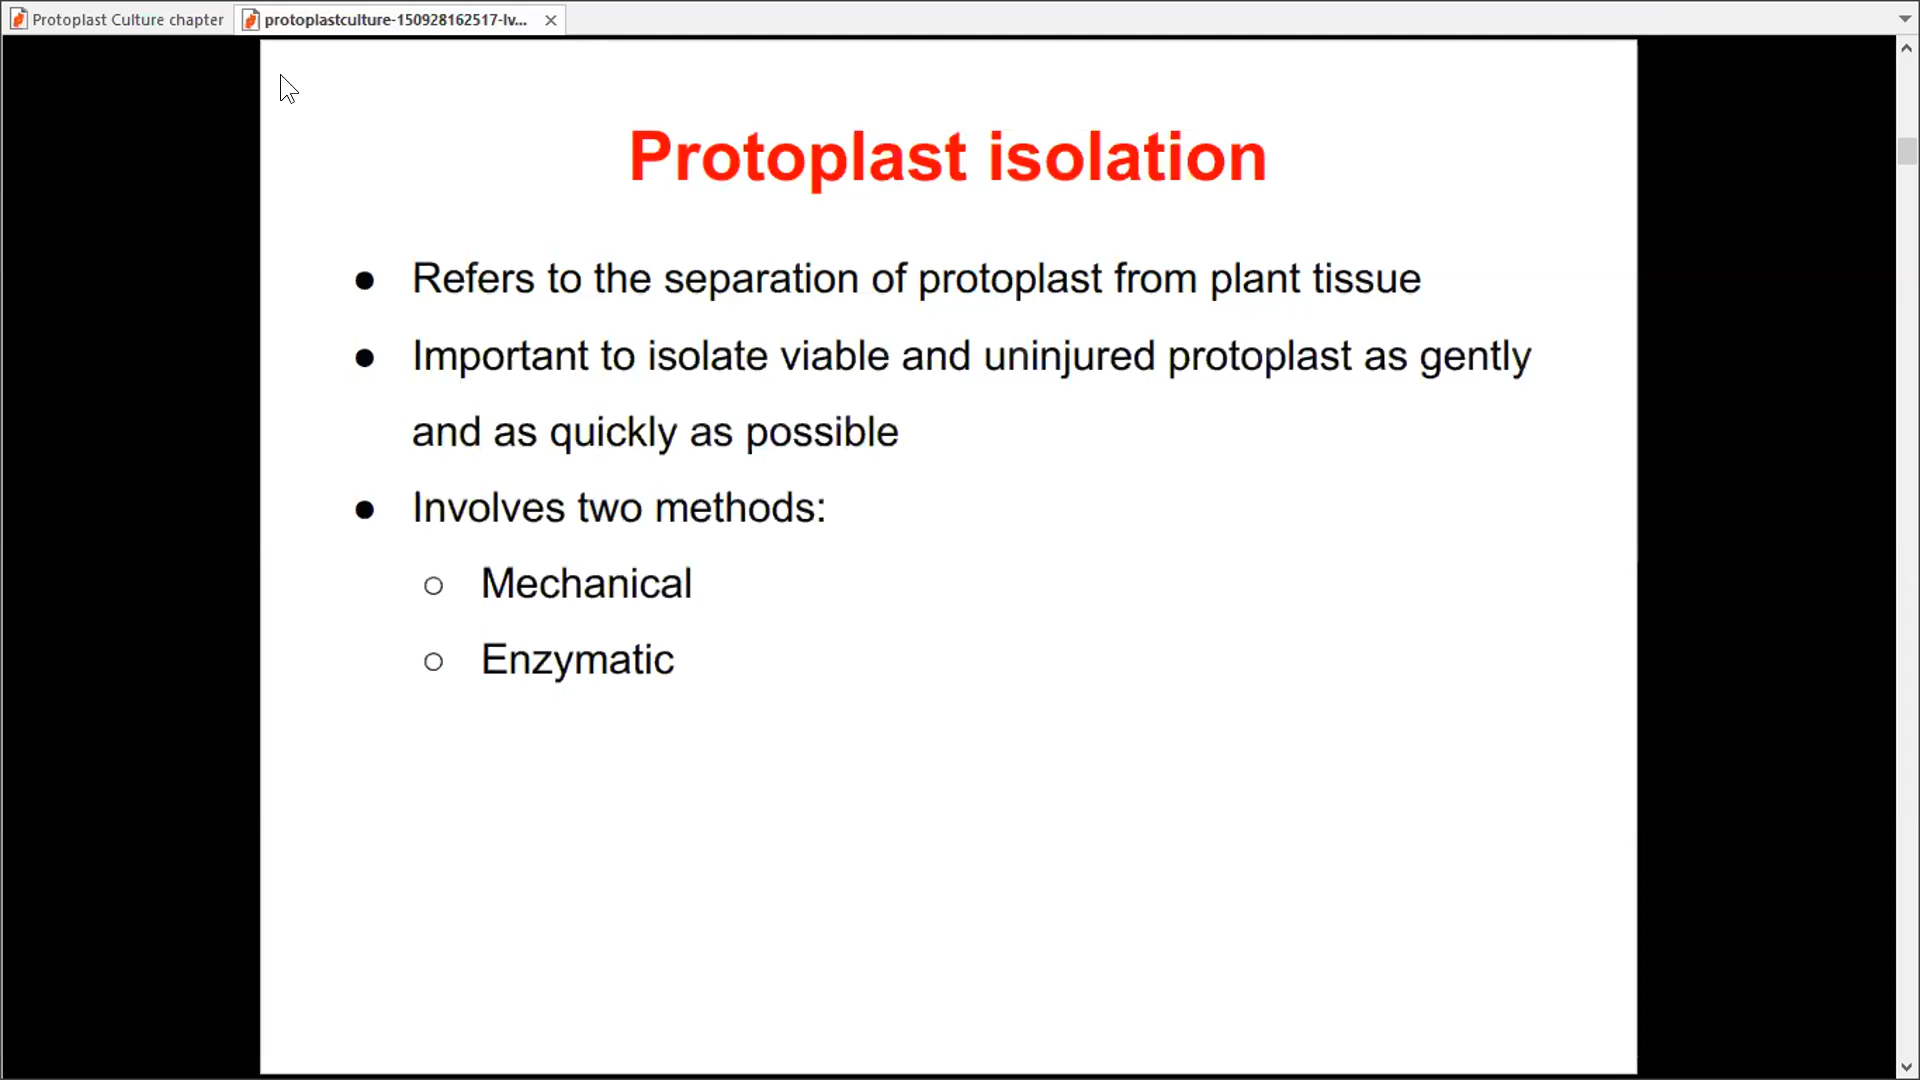 Protoplast Culture chapter
protoplastculture-150928162517-lv...
Protoplast isolation
● Refers to the separation of protoplast from plant tissue
● Important to isolate viable and uninjured protoplast as gently
and as quickly as possible
● Involves two methods:
○ Mechanical
○ Enzymatic